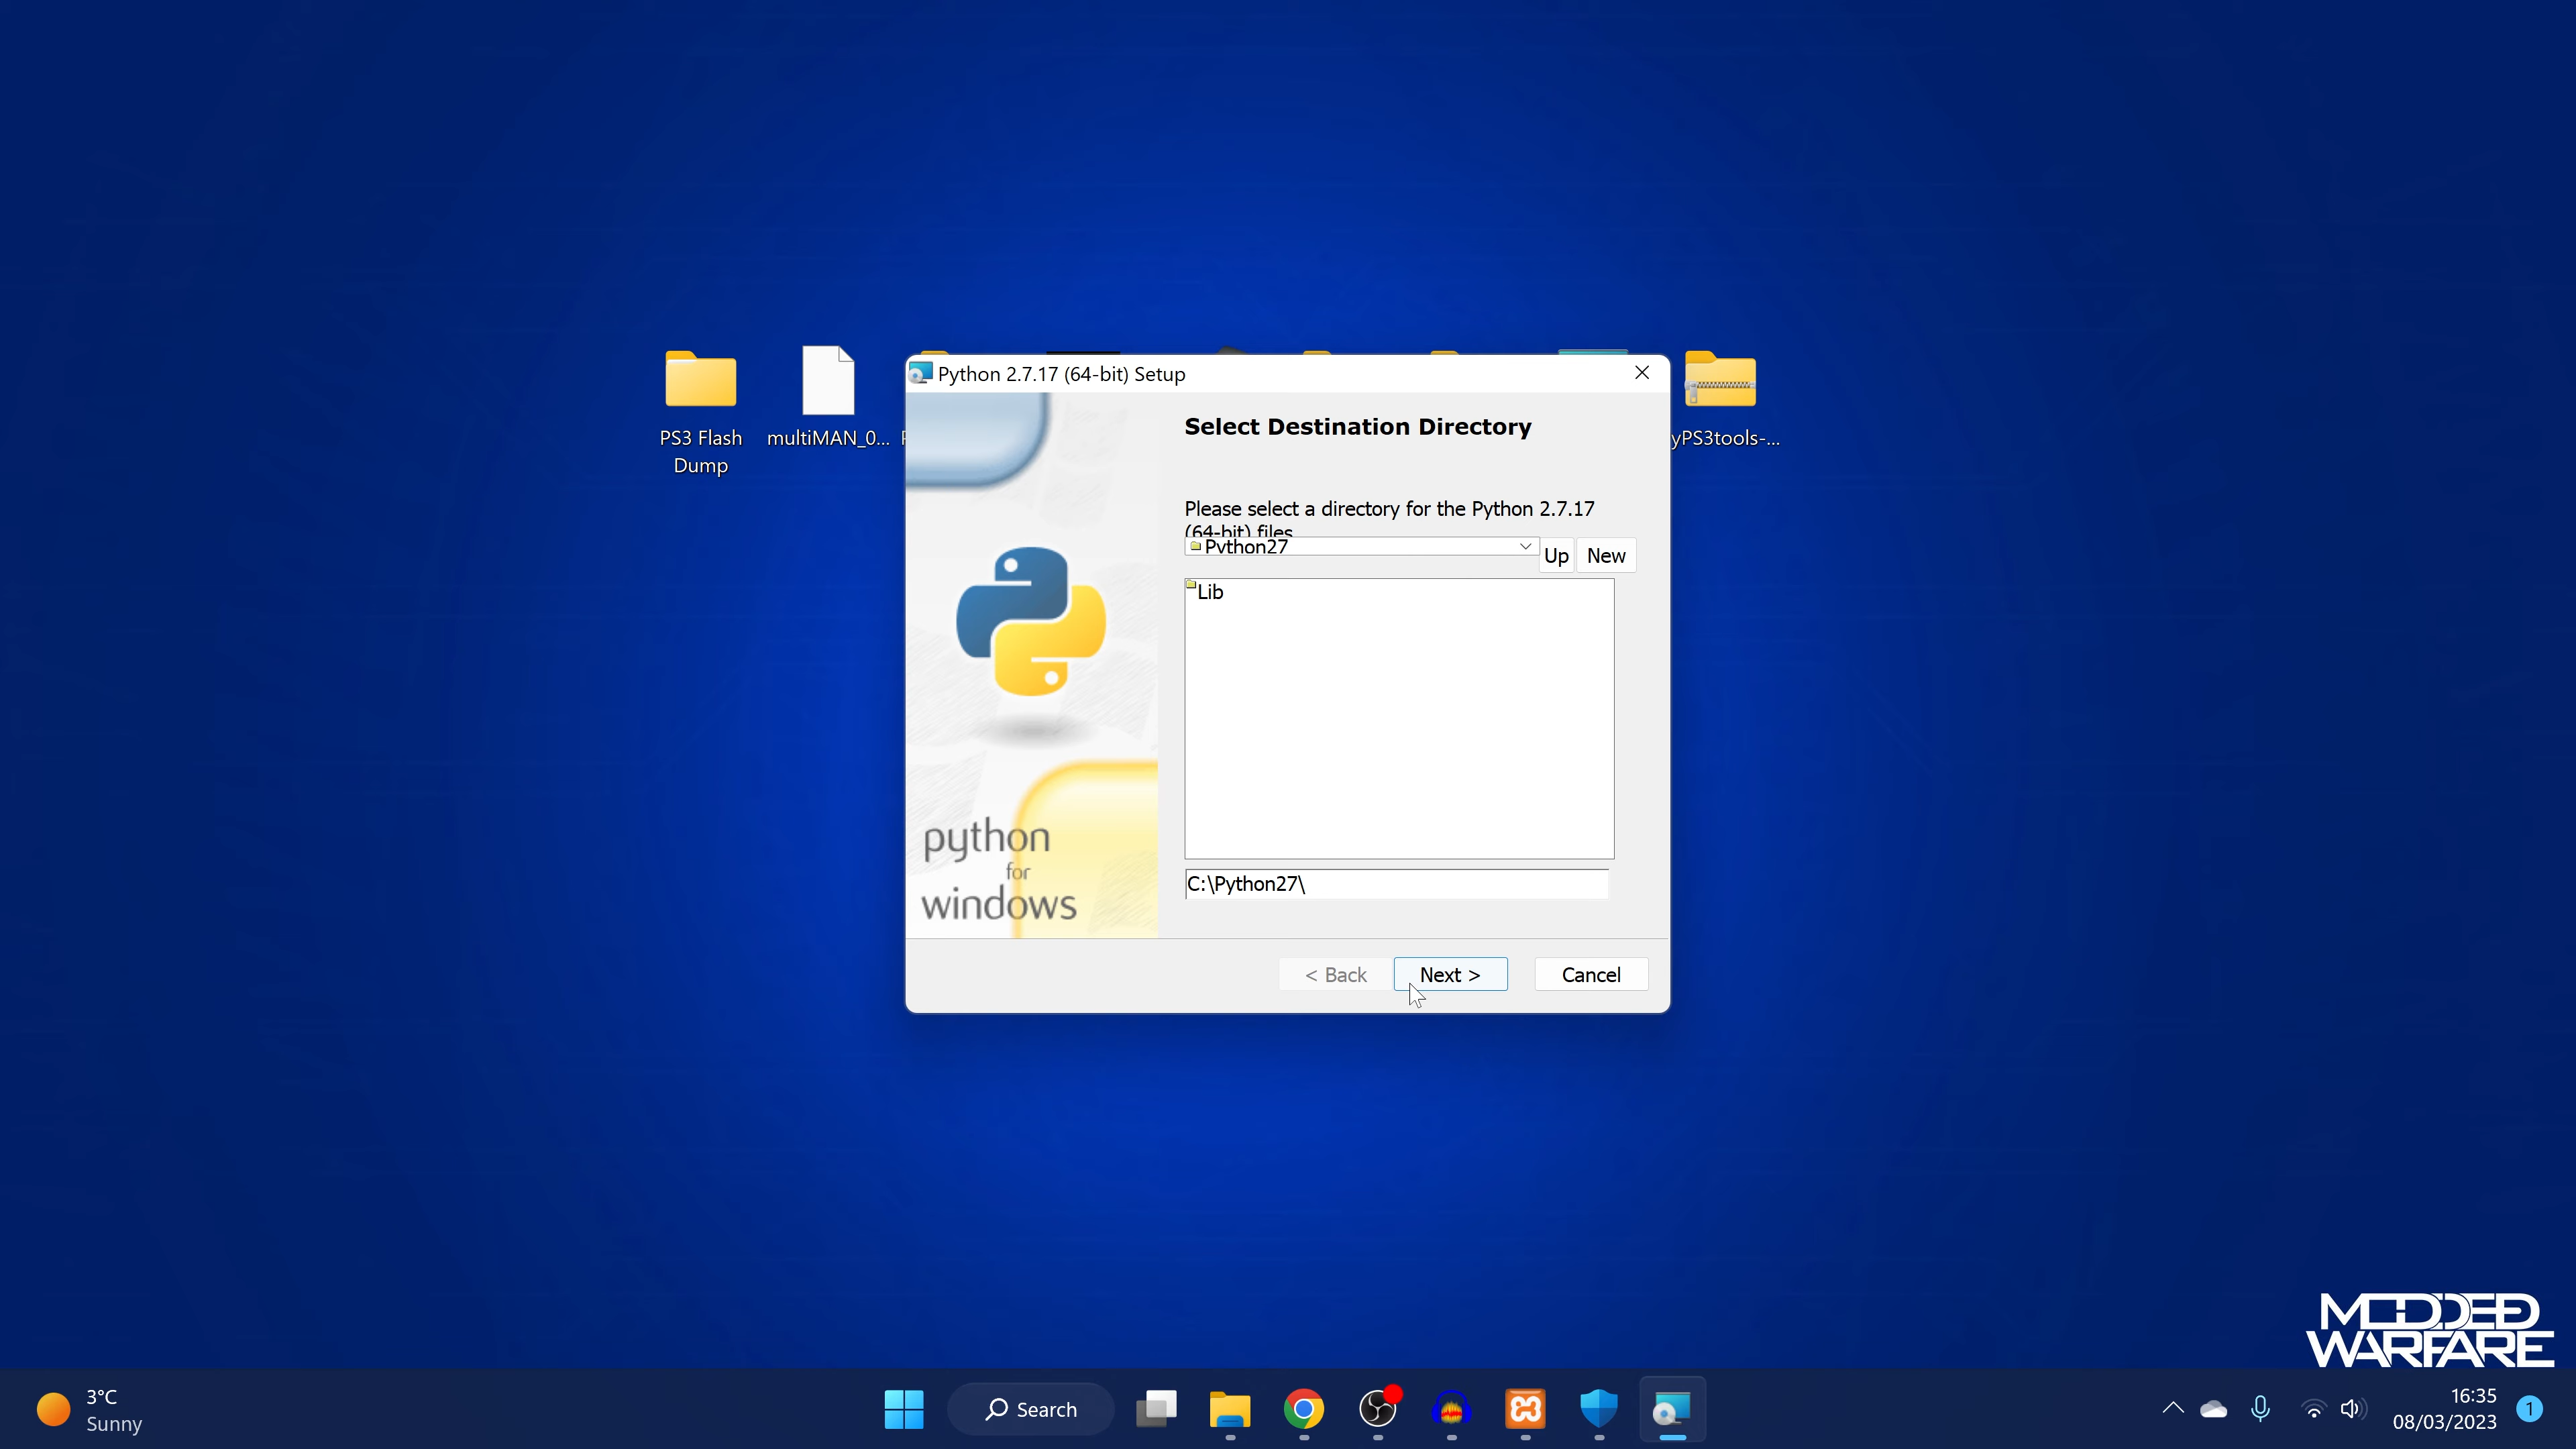 Python 2.7.17 (64-bit) Setup
Select Destination Directory
Please select a directory for the Python 2.7.17
(64-bit) files
Python27
Up
New
Lib
C:\Python27\
python
for
windows
< Back
Next >
Cancel
PS3 Flash
Dump
multiMAN_0...
yPS3tools-...
MODDED
WARFARE
3°C
Sunny
Search
16:35
08/03/2023
1